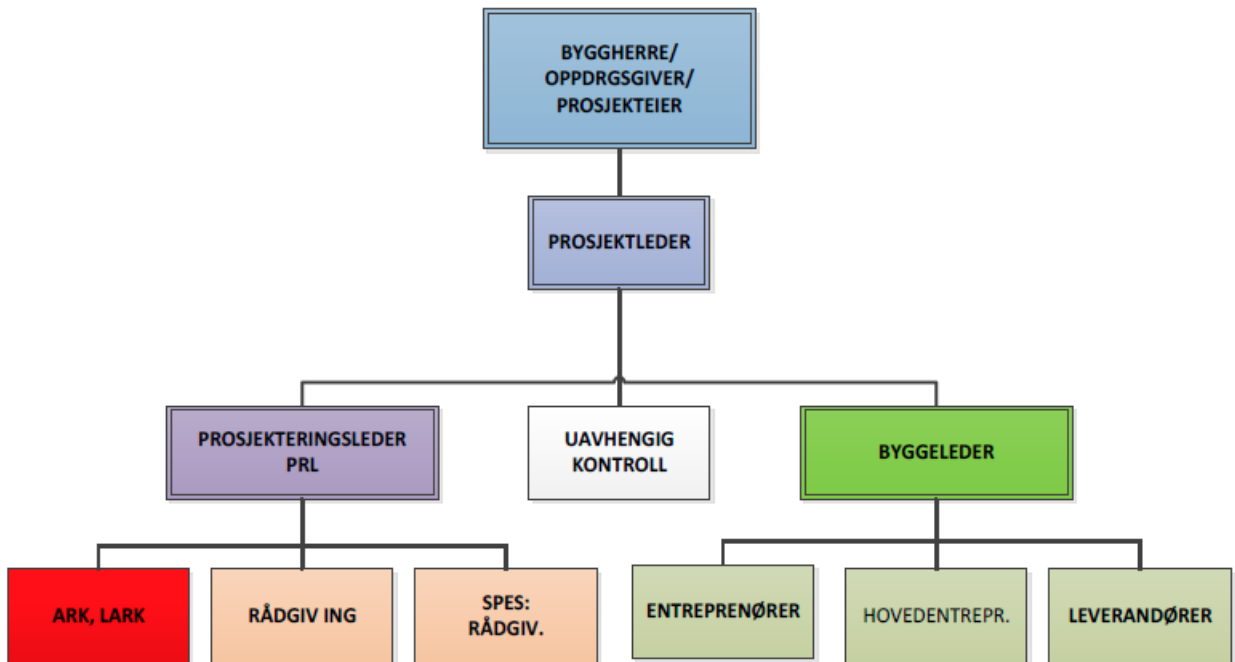 BYGGHERRE/
OPPDRGSGIVER/
PROSJEKTEIER
PROSJEKTLEDER
PROSJEKTERINGSLEDER
PRL
UAVHENGIG
KONTROLL
BYGGELEDER
ARK, LARK
RÅDGIV ING
SPES:
RÅDGIV.
ENTREPRENØRER
HOVEDENTREPR.
LEVERANDØRER